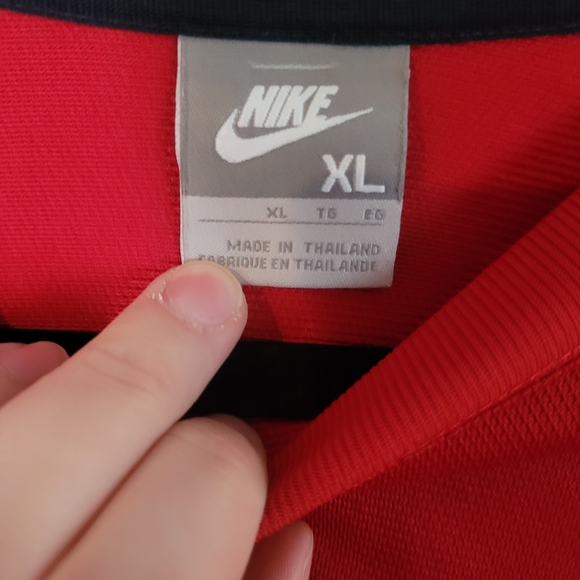 NIKE
XL
XL TG EG
MADE IN THAILAND
FABRIQUE EN THAILANDE